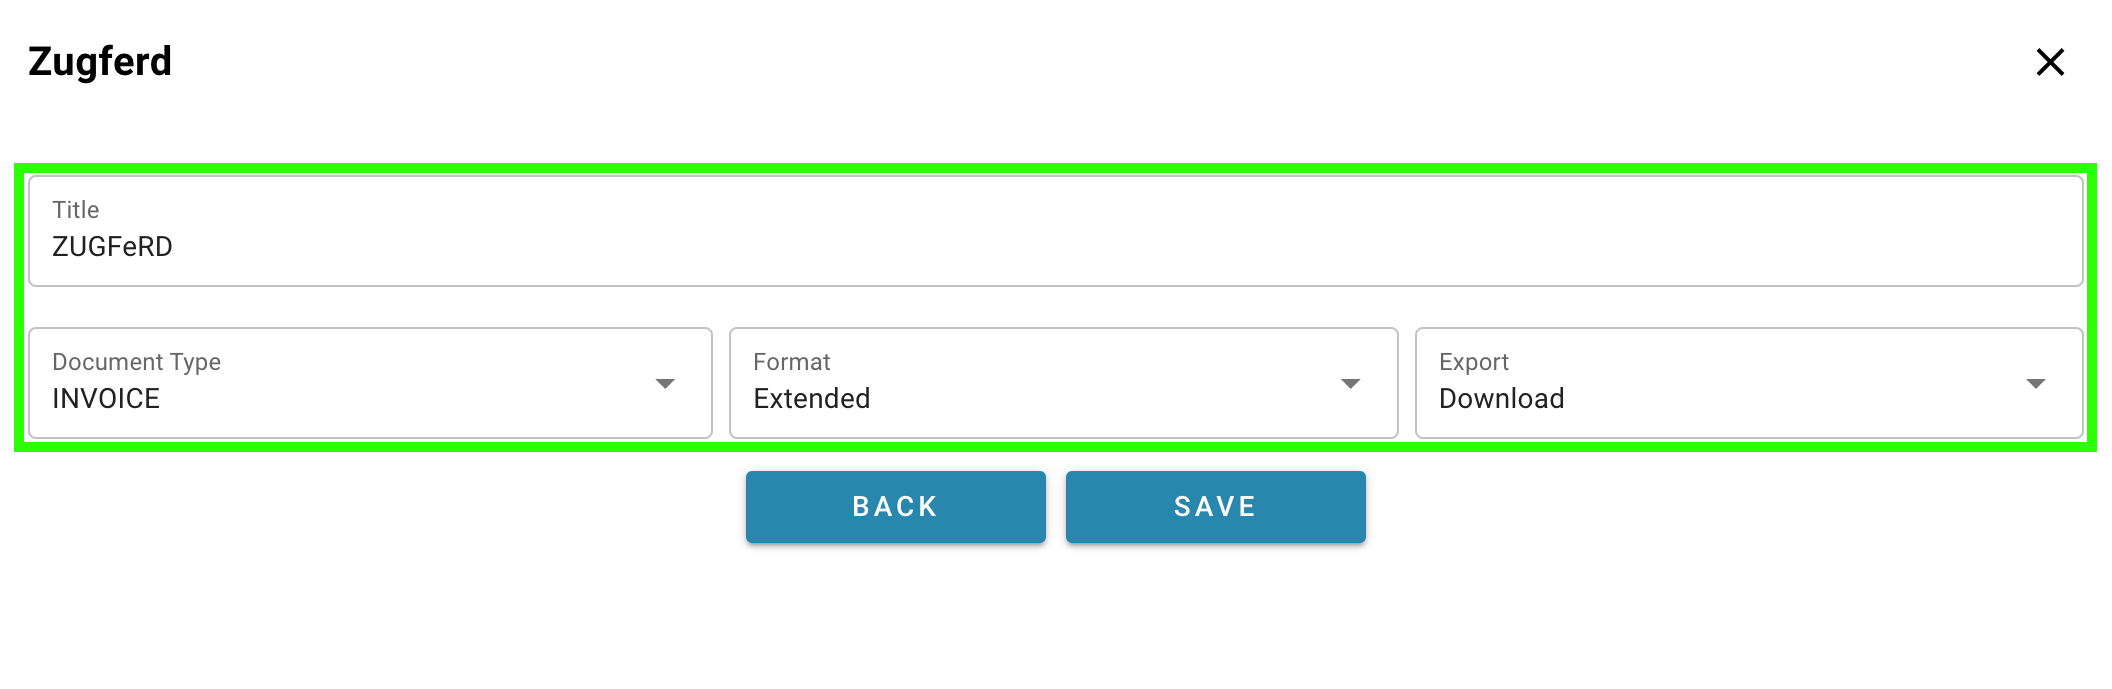 Zugferd
Title
ZUGFeRD
Document Type
INVOICE
Format
Extended
Export
Download
BACK
SAVE